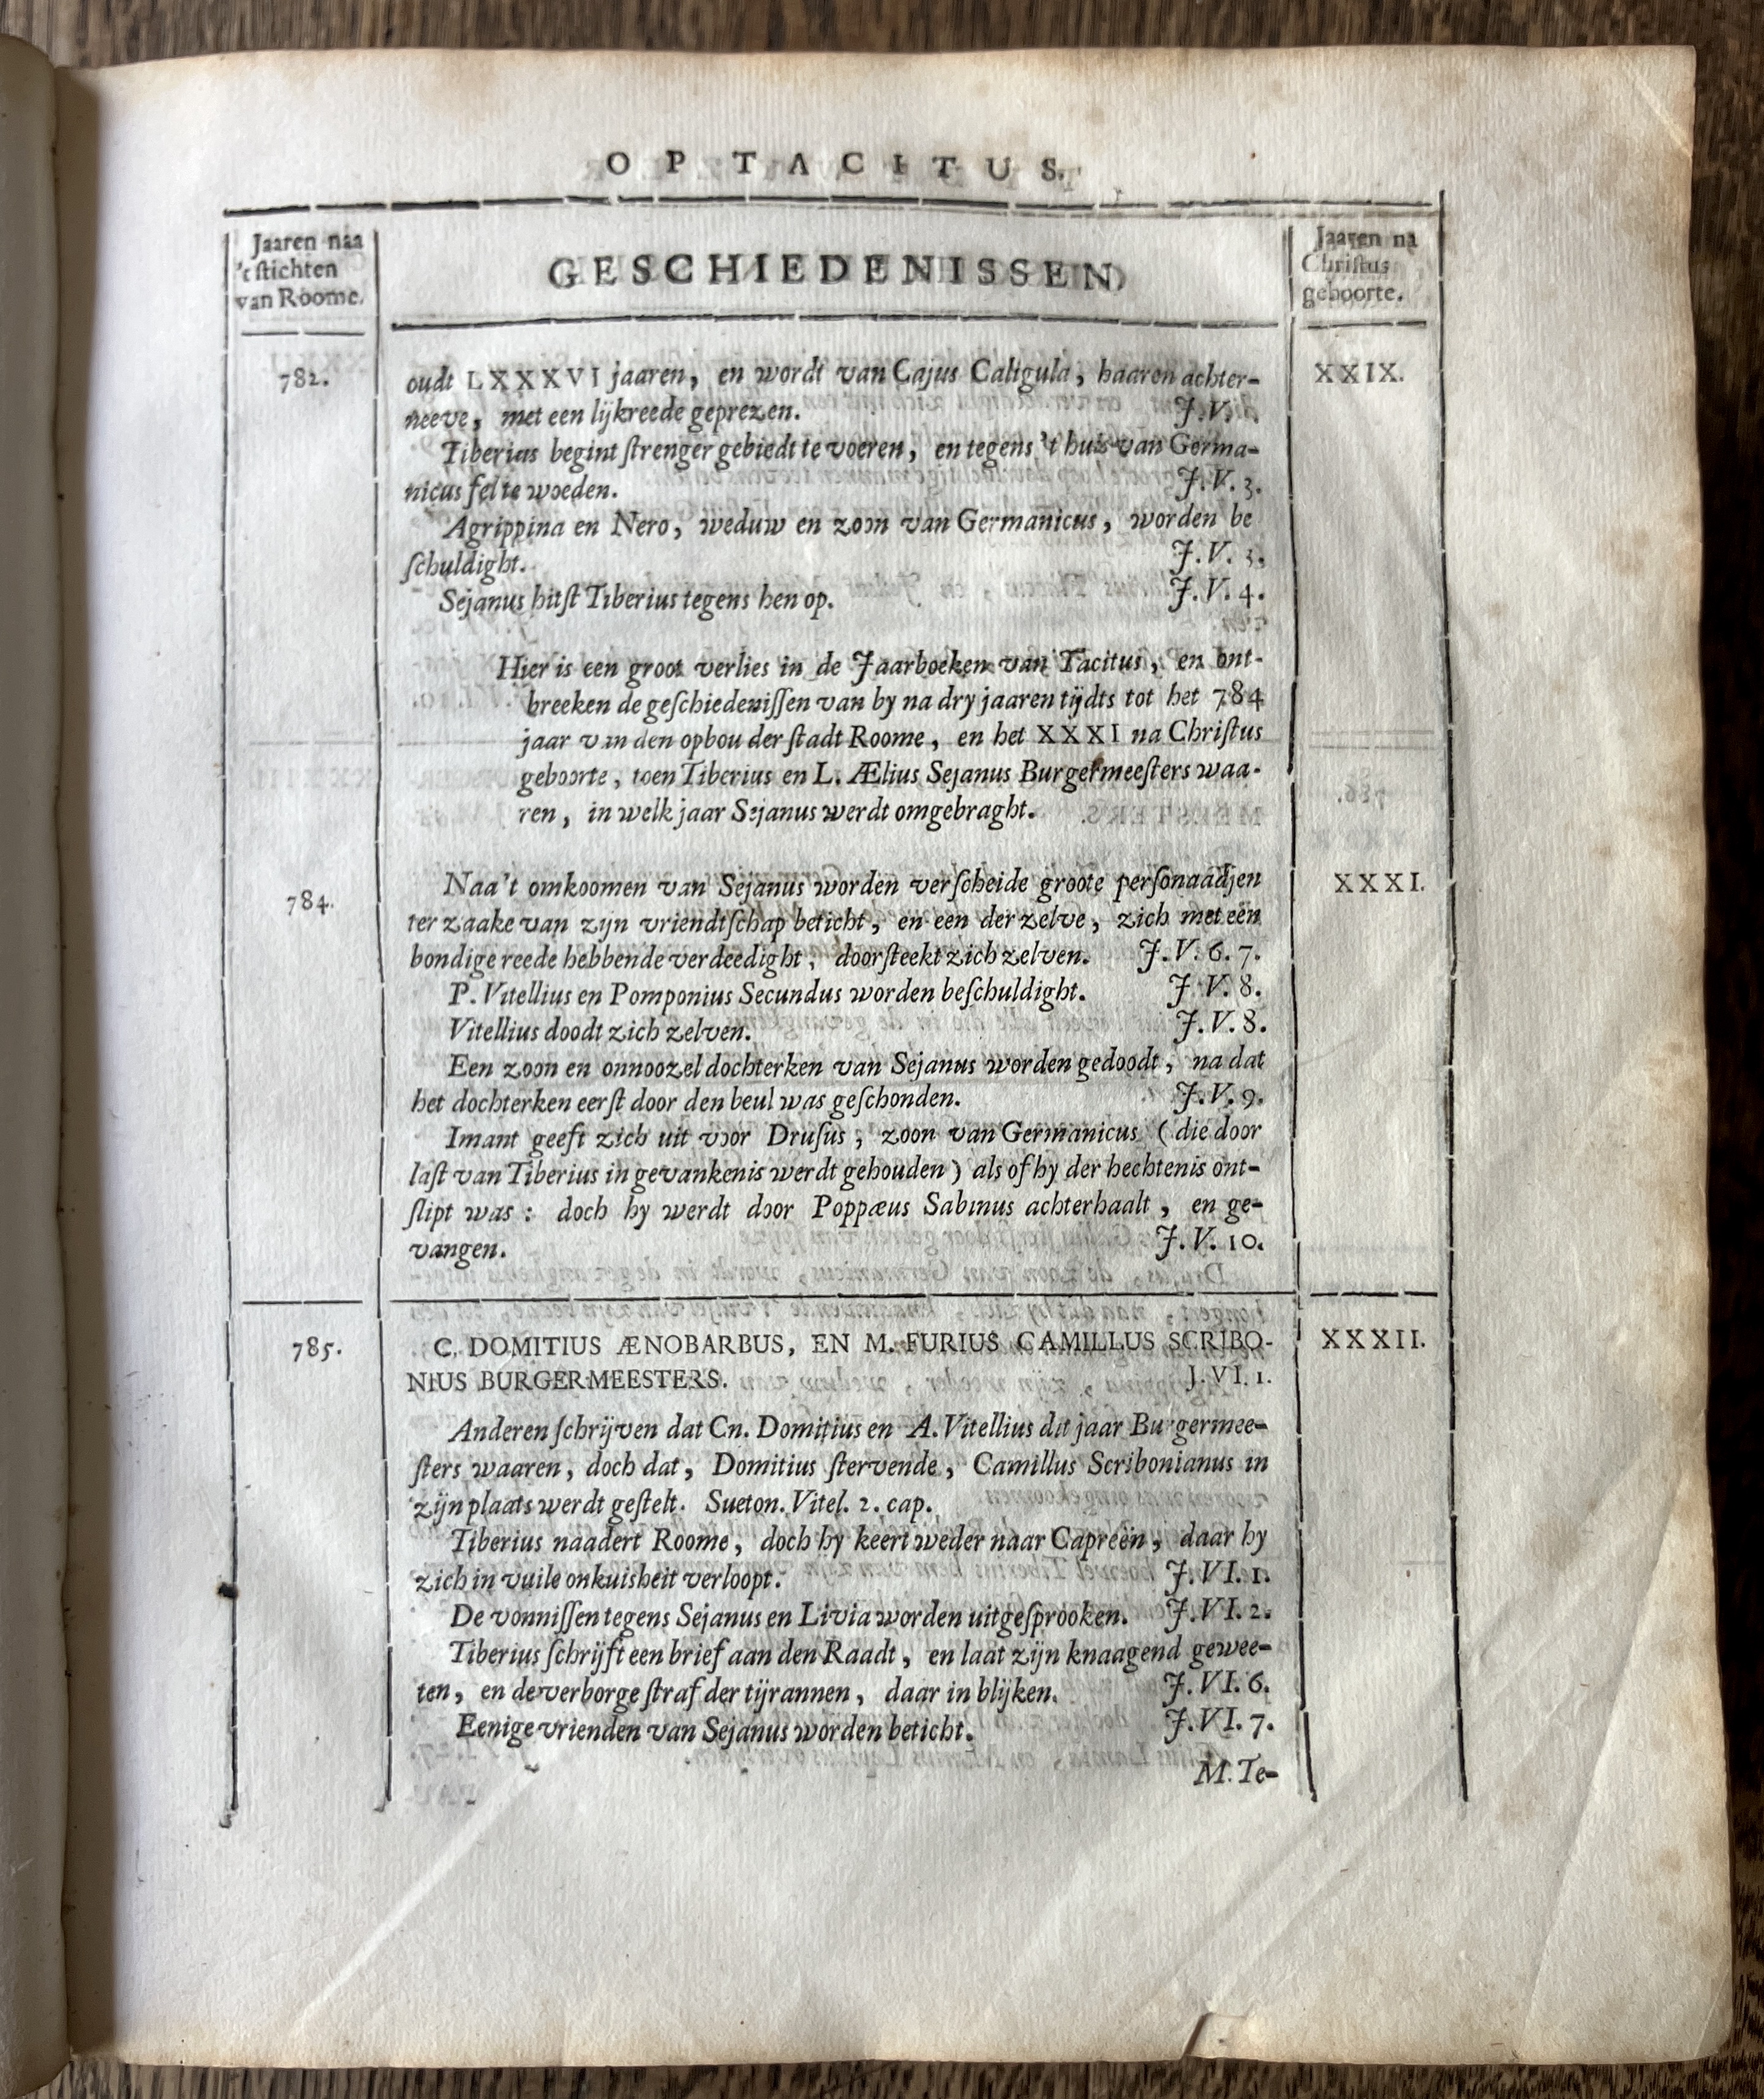 OP TACITUS.
Jaaren naa
't ſtichten
van Roome.
GESCHIEDENISSEN
Jaaren na
Chriſtus
geboorte.
782.
oudt LXXXVI jaaren, en wordt van Cajus Caligula, haaren achter-
XXIX.
neeve, met een lijkreede geprezen. J. V. 1.
Tiberius begint ſtrenger gebiedt te voeren, en tegens 't huis van Germa-
nicus fel te woeden. J. V. 3.
Agrippina en Nero, weduw en zoon van Germanicus, worden be
ſchuldight. J. V. 3.
Sejanus hitſt Tiberius tegens hen op. J. V. 4.
Hier is een groot verlies in de Jaarboeken van Tacitus, en ont-
breeken de geſchiedeniſſen van by na dry jaaren tijdts tot het 784
jaar van den opbou der ſtadt Roome, en het XXXI na Chriſtus
geboorte, toen Tiberius en L. Ælius Sejanus Burgermeeſters waa-
ren, in welk jaar Sejanus werdt omgebraght.
784.
Naa't omkoomen van Sejanus worden verſcheide groote perſonaadjen
XXXI.
ter zaake van zijn vriendtſchap beticht, en een der zelve, zich met een
bondige reede hebbende verdeedight, doorſteekt zich zelven. J. V. 6. 7.
P. Vitellius en Pomponius Secundus worden beſchuldight. J. V. 8.
Vitellius doodt zich zelven. J. V. 8.
Een zoon en onnoozel dochterken van Sejanus worden gedoodt, na dat
het dochterken eerſt door den beul was geſchonden. J. V. 9.
Imant geeft zich uit voor Druſus, zoon van Germanicus (die door
laſt van Tiberius in gevankenis werdt gehouden) als of hy der hechtenis ont-
ſlipt was: doch hy werdt door Poppæus Sabinus achterhaalt, en ge-
vangen. J. V. 10.
785.
C. DOMITIUS ÆNOBARBUS, EN M. FURIUS CAMILLUS SCRIBO-
XXXII.
NIUS BURGERMEESTERS. J. VI. 1.
Anderen ſchrijven dat Cn. Domitius en A. Vitellius dit jaar Burgermee-
ſters waaren, doch dat, Domitius ſtervende, Camillus Scribonianus in
zijn plaats werdt geſtelt. Sueton. Vitel. 2. cap.
Tiberius naadert Roome, doch hy keert weder naar Capreën, daar hy
zich in vuile onkuisheit verloopt. J. VI. 1.
De vonniſſen tegens Sejanus en Livia worden uitgeſprooken. J. VI. 2.
Tiberius ſchrijft een brief aan den Raadt, en laat zijn knaagend gewee-
ten, en de verborge ſtraf der tijrannen, daar in blijken. J. VI. 6.
Eenige vrienden van Sejanus worden beticht. J. VI. 7.
M. Te-